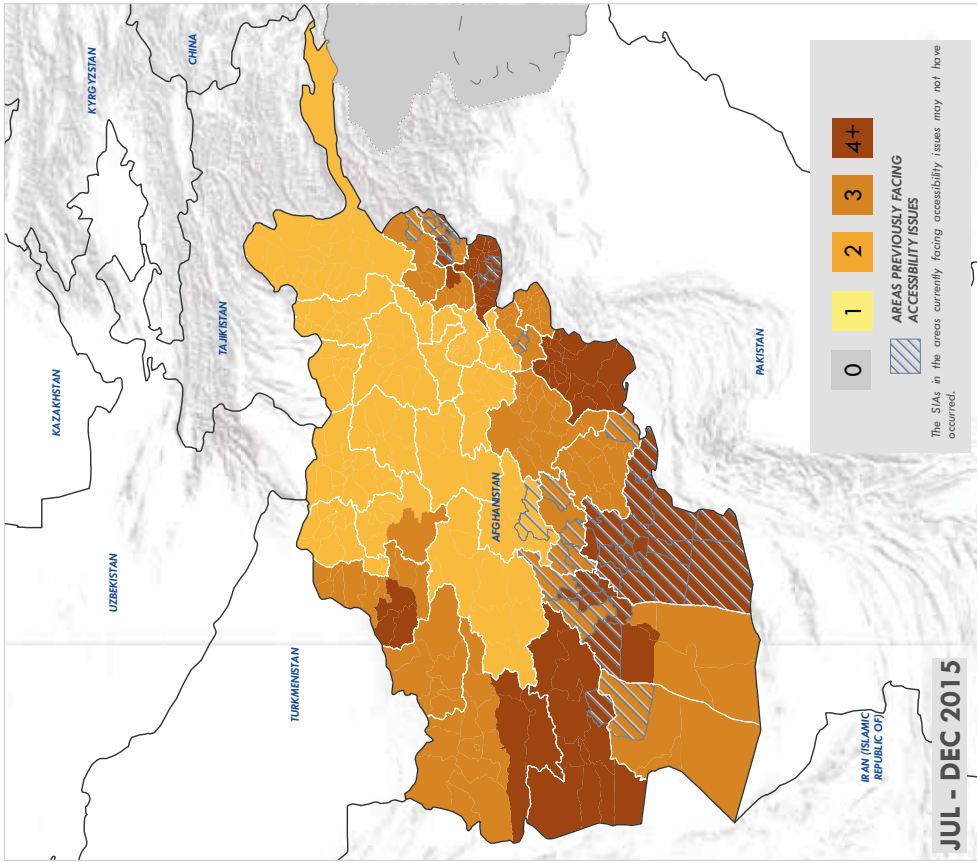 KYRGYZSTAN
CHINA
KAZAKHSTAN
TAJIKISTAN
UZBEKISTAN
TURKMENISTAN
AFGHANISTAN
PAKISTAN
IRAN (ISLAMIC
REPUBLIC OF)
0 1 2 3 4+
AREAS PREVIOUSLY FACING
ACCESSIBILITY ISSUES
The SIAs in the areas currently facing accessibility issues may not have
occurred.
JUL - DEC 2015